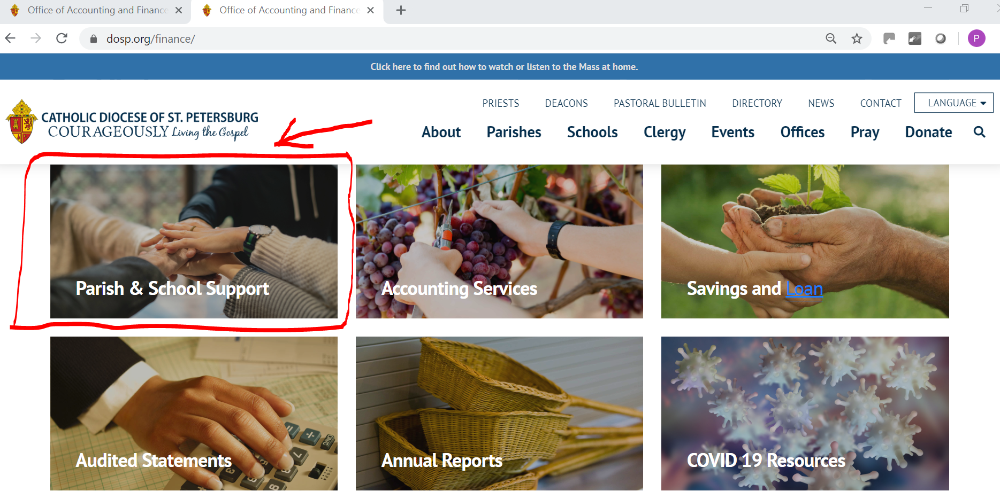 Office of Accounting and Finance
Office of Accounting and Finance
dosp.org/finance/
P
Click here to find out how to watch or listen to the Mass at home.
PRIESTS DEACONS PASTORAL BULLETIN DIRECTORY NEWS CONTACT LANGUAGE
CATHOLIC DIOCESE OF ST. PETERSBURG
COURAGEOUSLY Living the Gospel
About Parishes Schools Clergy Events Offices Pray Donate
Parish & School Support
Accounting Services
Savings and Loan
Audited Statements
Annual Reports
COVID 19 Resources